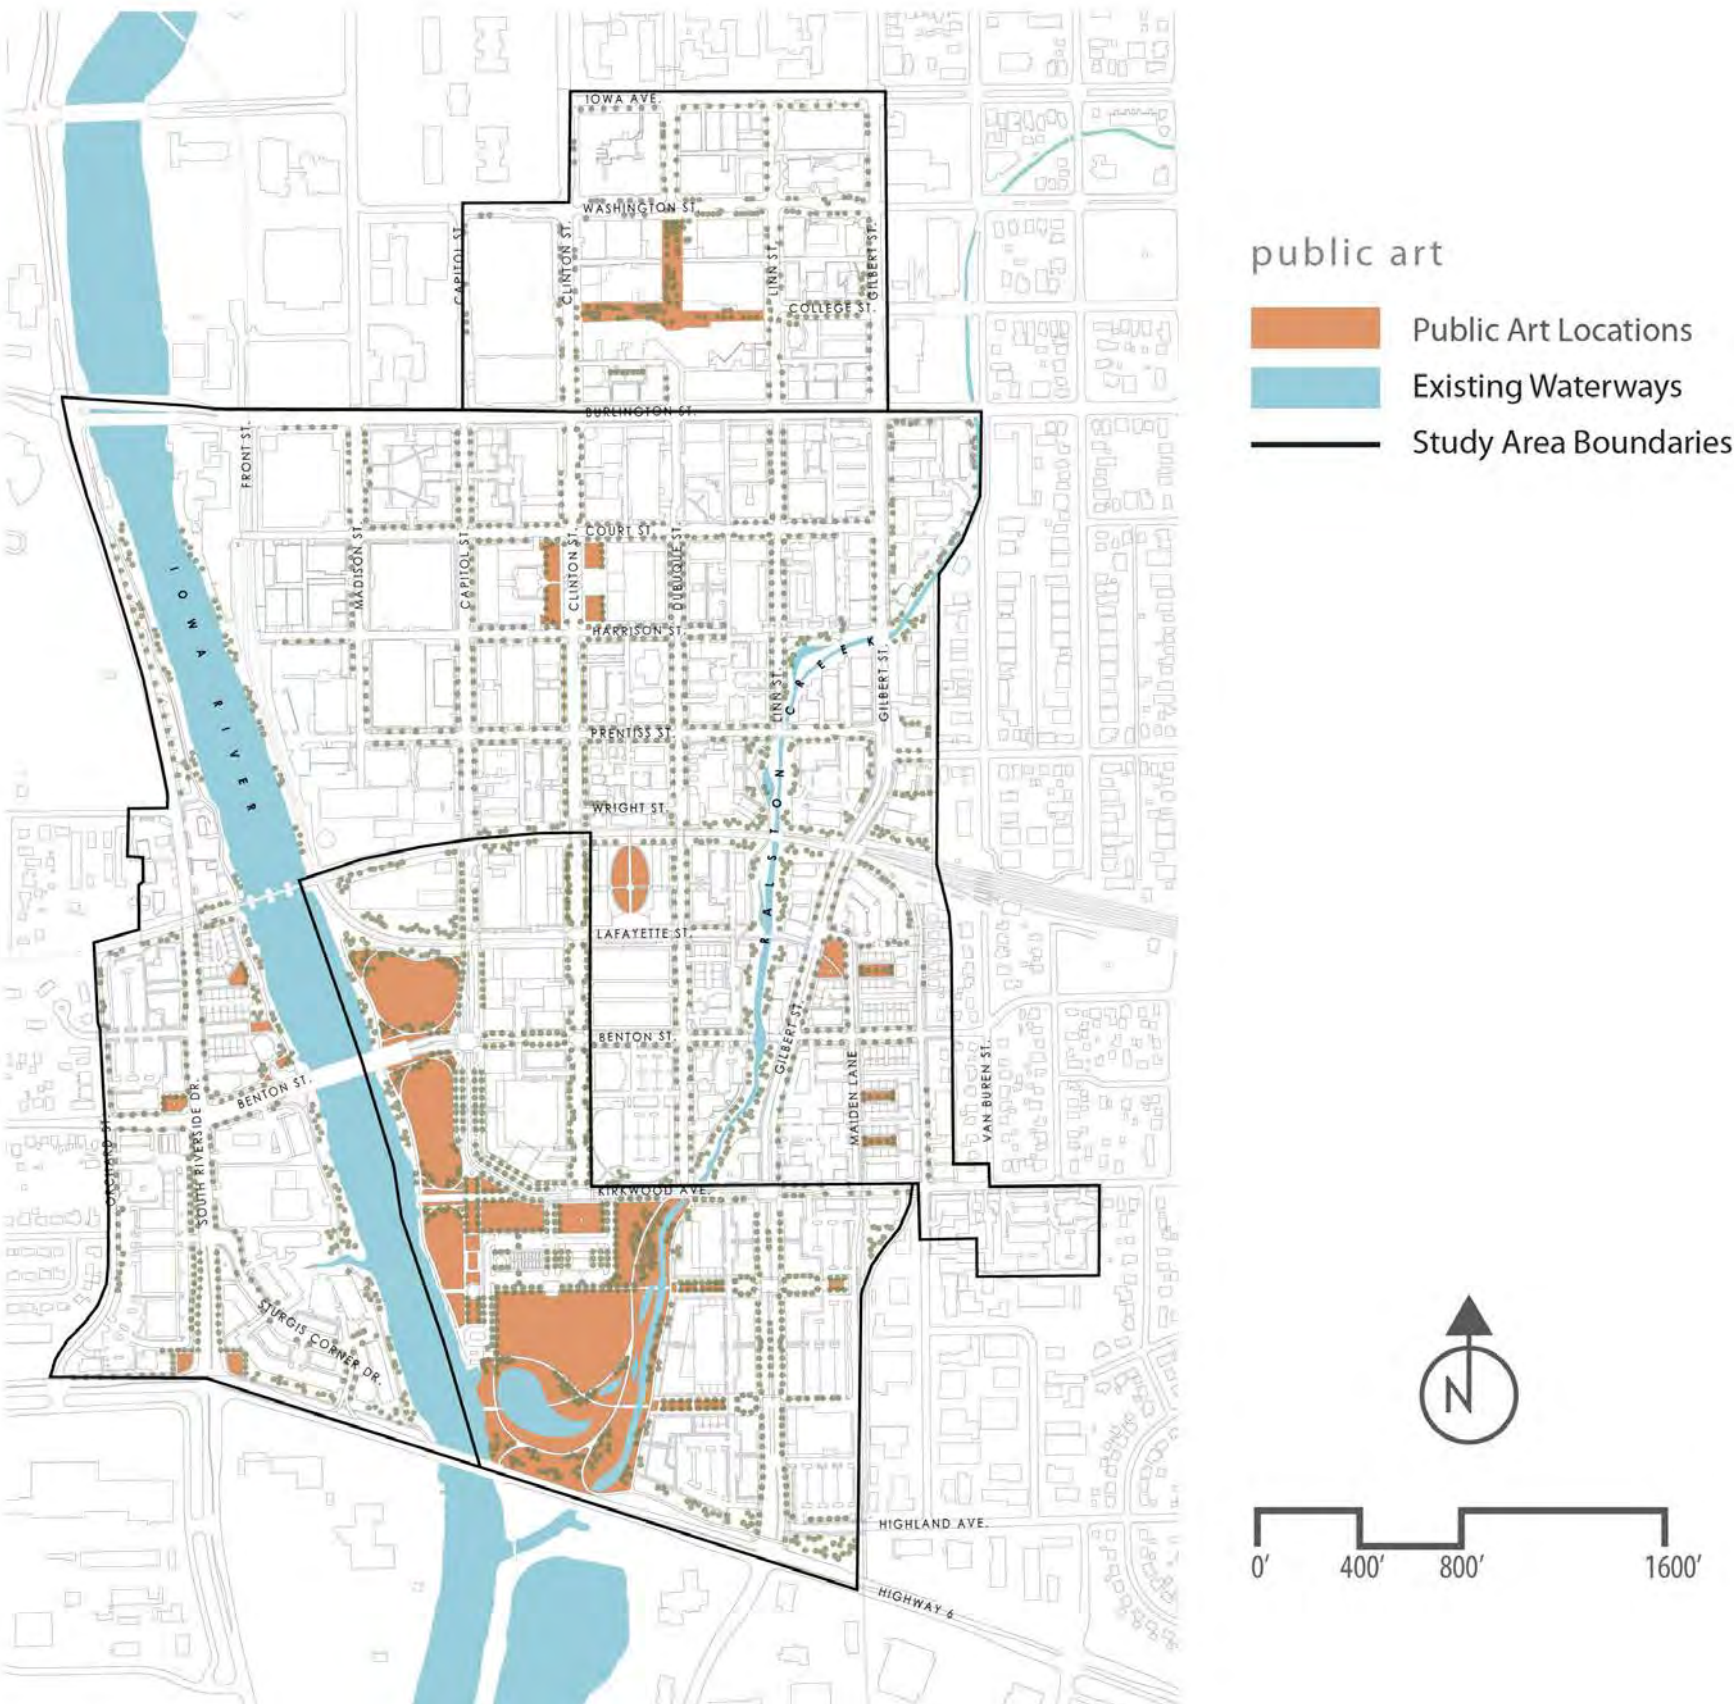 IOWA AVE.
WASHINGTON ST.
CAPITOL ST.
CLINTON ST.
LINN ST.
GILBERT ST.
COLLEGE ST.
BURLINGTON ST.
FRONT ST.
MADISON ST.
CAPITOL ST.
COURT ST.
CLINTON ST.
DUBUQUE ST.
HARRISON ST.
IOWA RIVER
LINN ST.
GILBERT ST.
RALSTON CREEK
PRENTISS ST.
WRIGHT ST.
LAFAYETTE ST.
BENTON ST.
GILBERT ST.
MAIDEN LANE
VAN BUREN ST.
BENTON ST.
ORCHARD ST.
SOUTH RIVERSIDE DR.
KIRKWOOD AVE.
STURGIS CORNER DR.
HIGHLAND AVE.
HIGHWAY 6
public art
Public Art Locations
Existing Waterways
Study Area Boundaries
N
0' 400' 800' 1600'